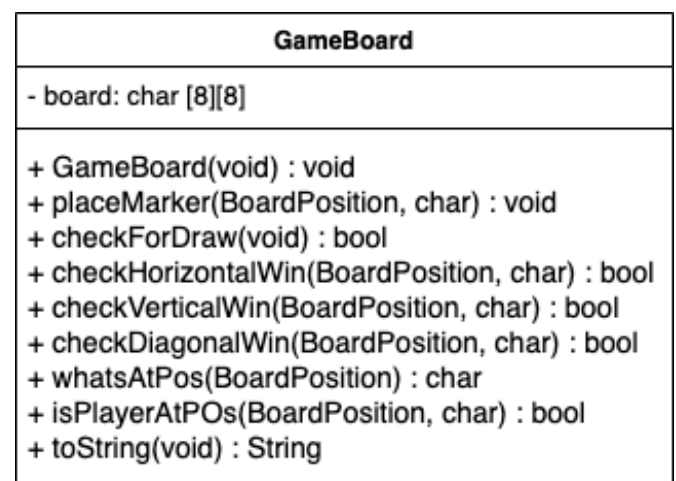 GameBoard
- board: char [8][8]
+ GameBoard(void) : void
+ placeMarker(BoardPosition, char) : void
+ checkForDraw(void) : bool
+ checkHorizontalWin(BoardPosition, char) : bool
+ checkVerticalWin(BoardPosition, char) : bool
+ checkDiagonalWin(BoardPosition, char) : bool
+ whatsAtPos(BoardPosition) : char
+ isPlayerAtPOs(BoardPosition, char) : bool
+ toString(void) : String